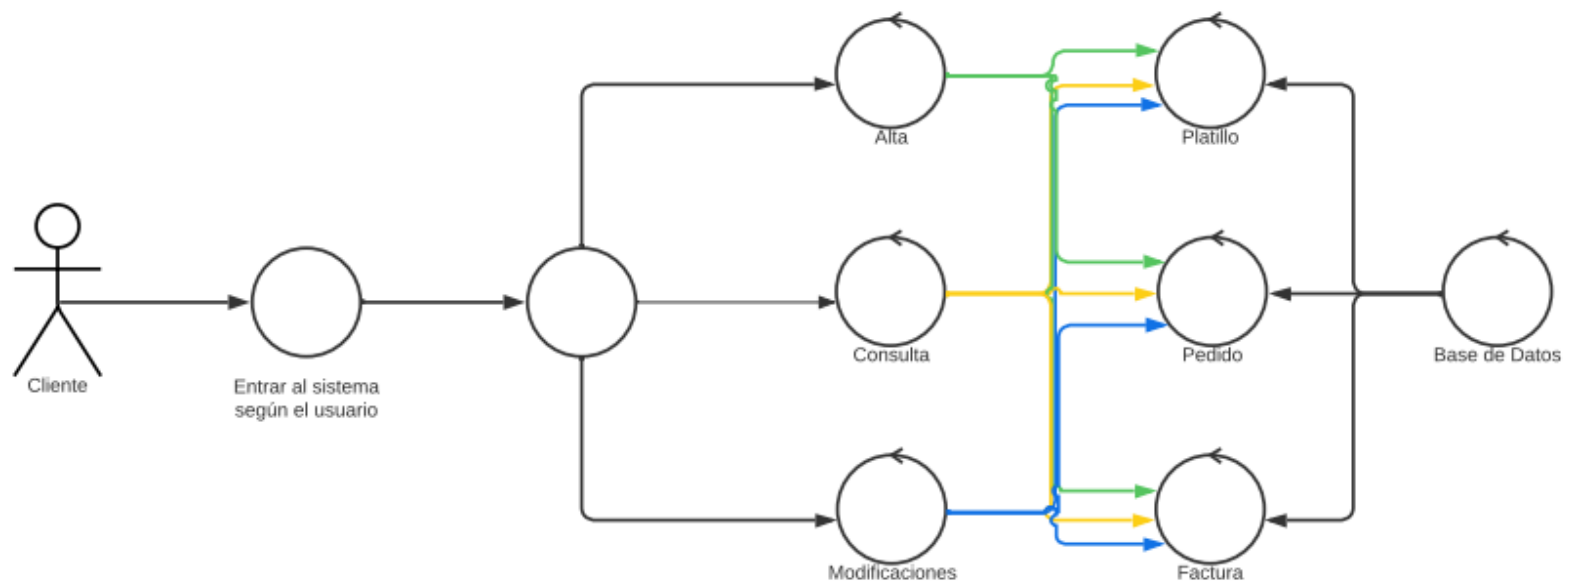 Alta
Platillo
Cliente
Entrar al sistema
según el usuario
Consulta
Pedido
Base de Datos
Modificaciones
Factura